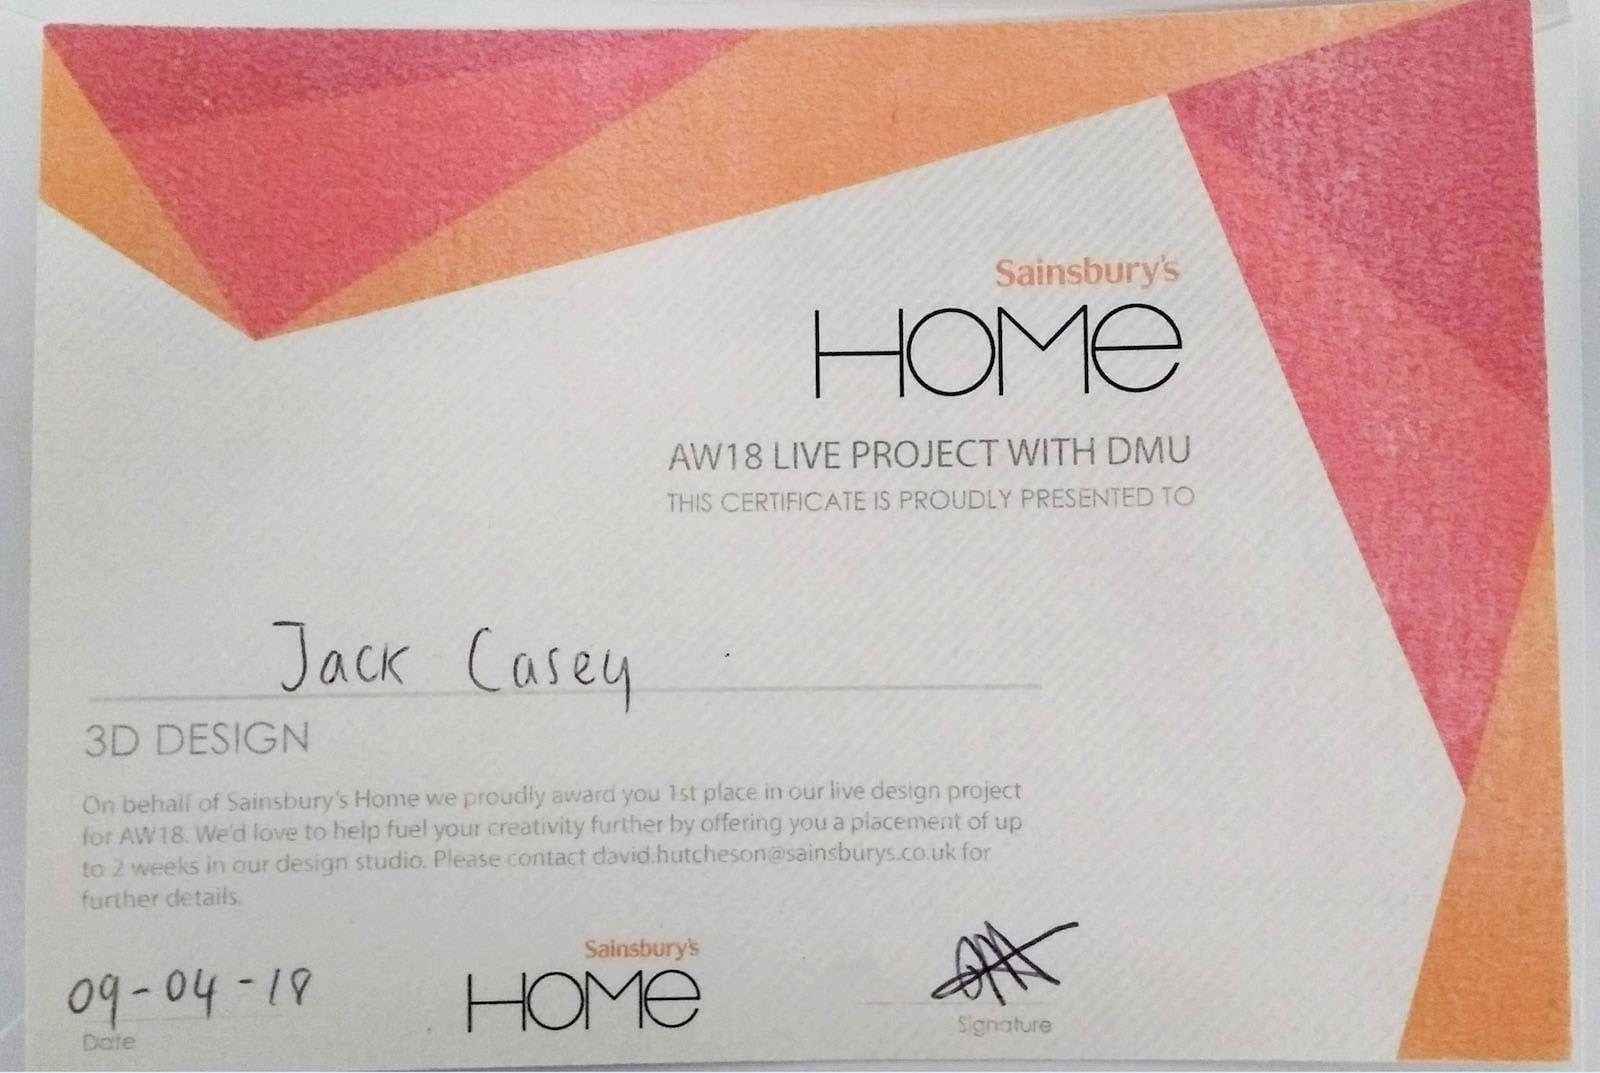 Sainsbury's
HOMe
AW18 LIVE PROJECT WITH DMU
THIS CERTIFICATE IS PROUDLY PRESENTED TO
Jack Casey
3D DESIGN
On behalf of Sainsbury's Home we proudly award you 1st place in our live design project
for AW18. We'd love to help fuel your creativity further by offering you a placement of up
to 2 weeks in our design studio. Please contact david.hutcheson@sainsburys.co.uk for
further details.
09-04-18
Date
Sainsbury's
HOMe
Signature